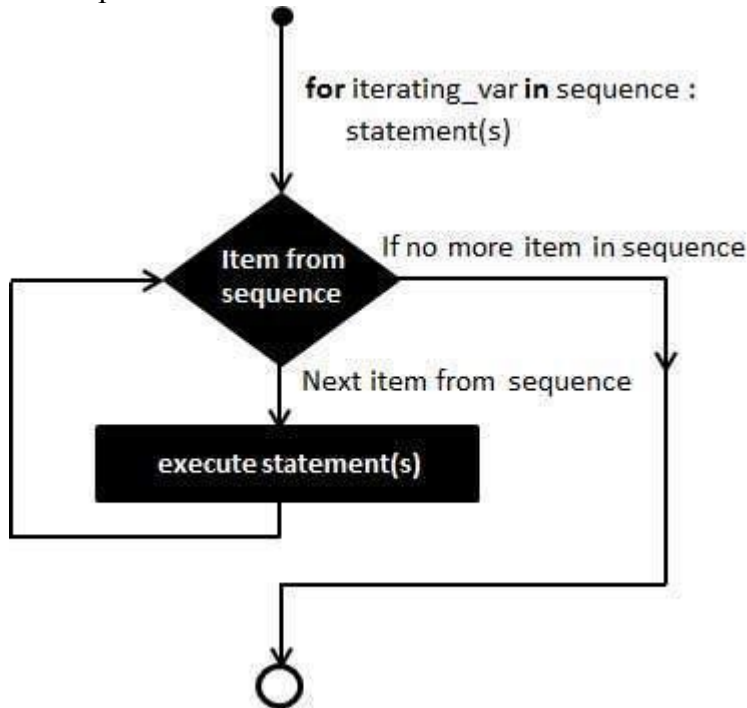 for iterating_var in sequence :
statement(s)
If no more item in sequence
Item from
sequence
Next item from sequence
execute statement(s)